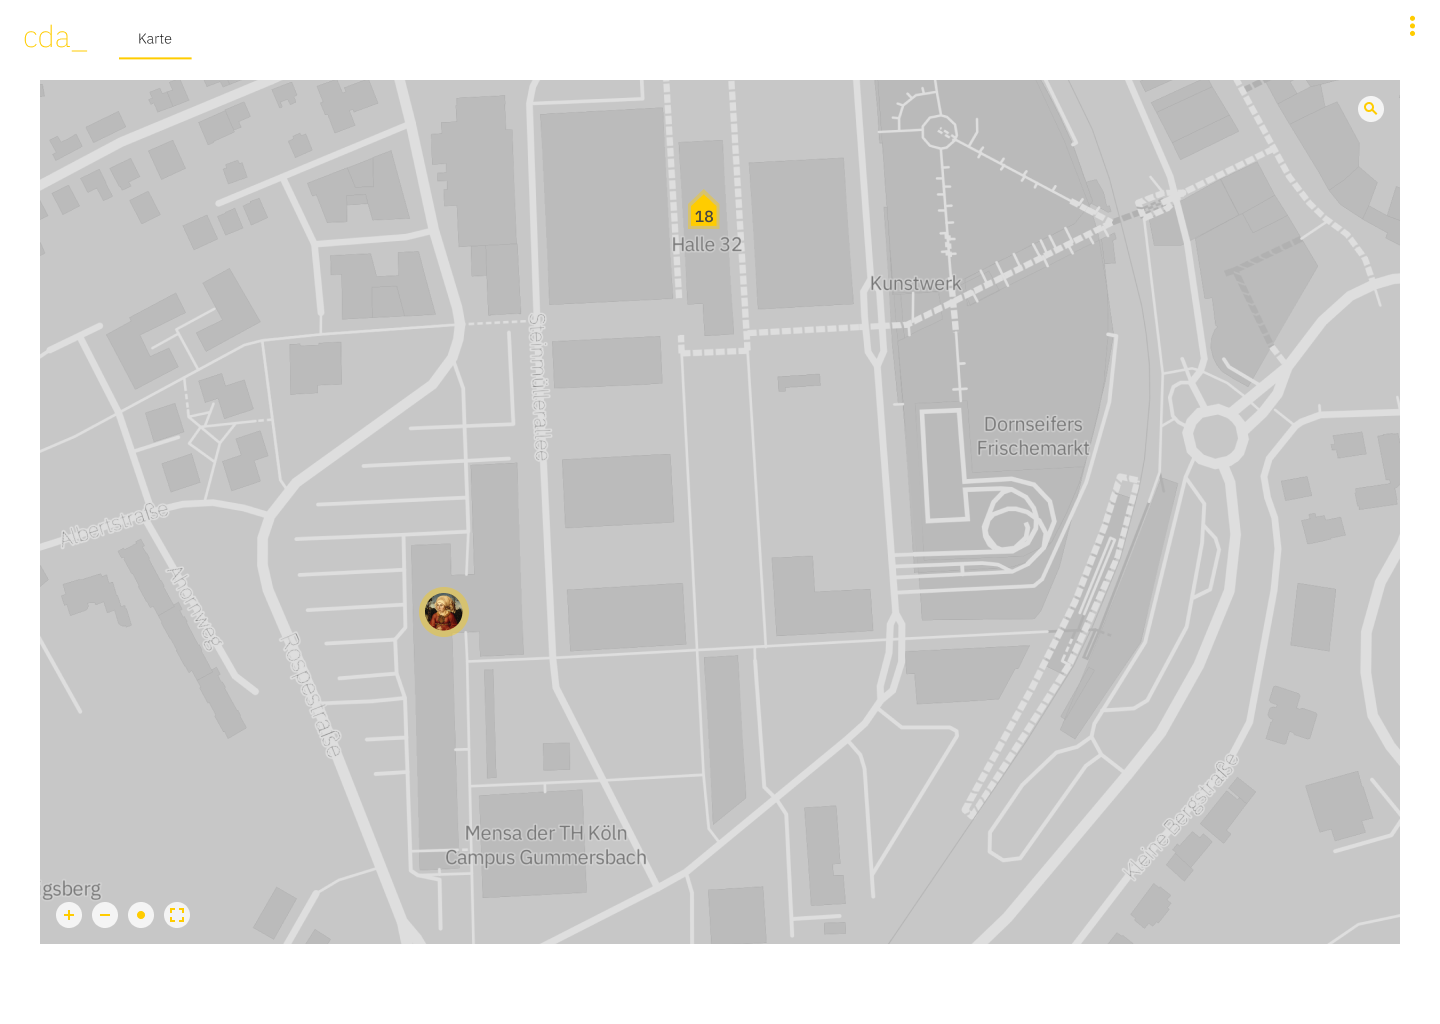 cda_
Karte
18
Halle 32
Kunstwerk
Steinmüllerallee
Dornseifers
Frischemarkt
Albertstraße
Ahornweg
Rospestraße
Kleine Bergstraße
Mensa der TH Köln
Campus Gummersbach
gsberg